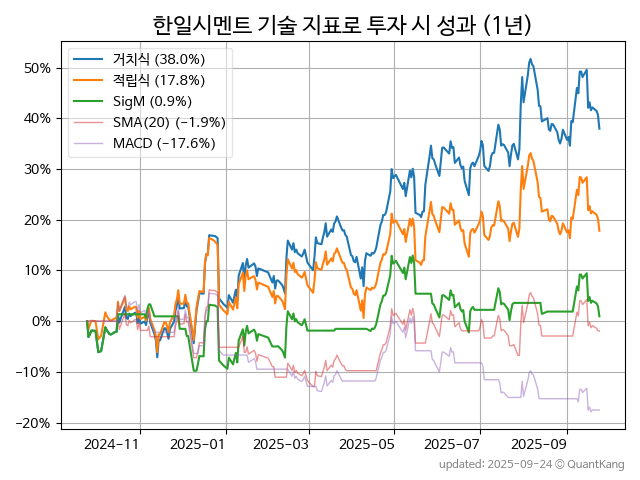 한일시멘트 기술 지표로 투자 시 성과 (1년)
거치식 (38.0%)
적립식 (17.8%)
SigM (0.9%)
SMA(20) (−1.9%)
MACD (−17.6%)
50%
40%
30%
20%
10%
0%
−10%
−20%
2024-11 2025-01 2025-03 2025-05 2025-07 2025-09
updated: 2025-09-24 © QuantKang